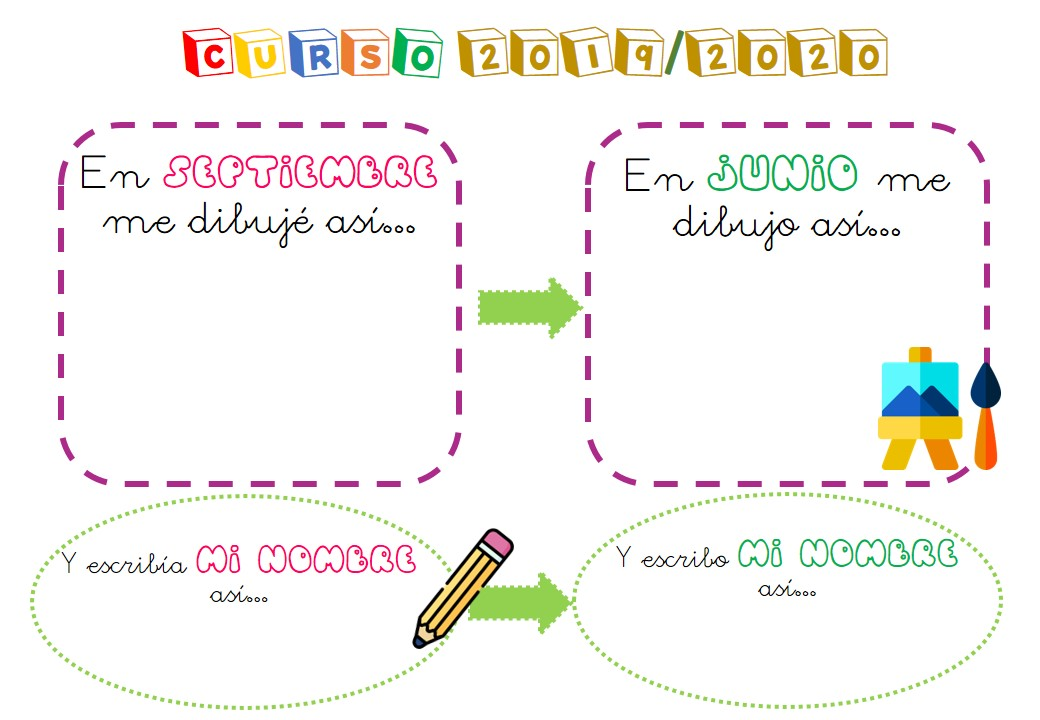 CURSO 2019/2020
En SEPTIEMBRE
me dibujé así...
En JUNIO me
dibujo así...
Y escribía MI NOMBRE
así...
Y escribo MI NOMBRE
así...